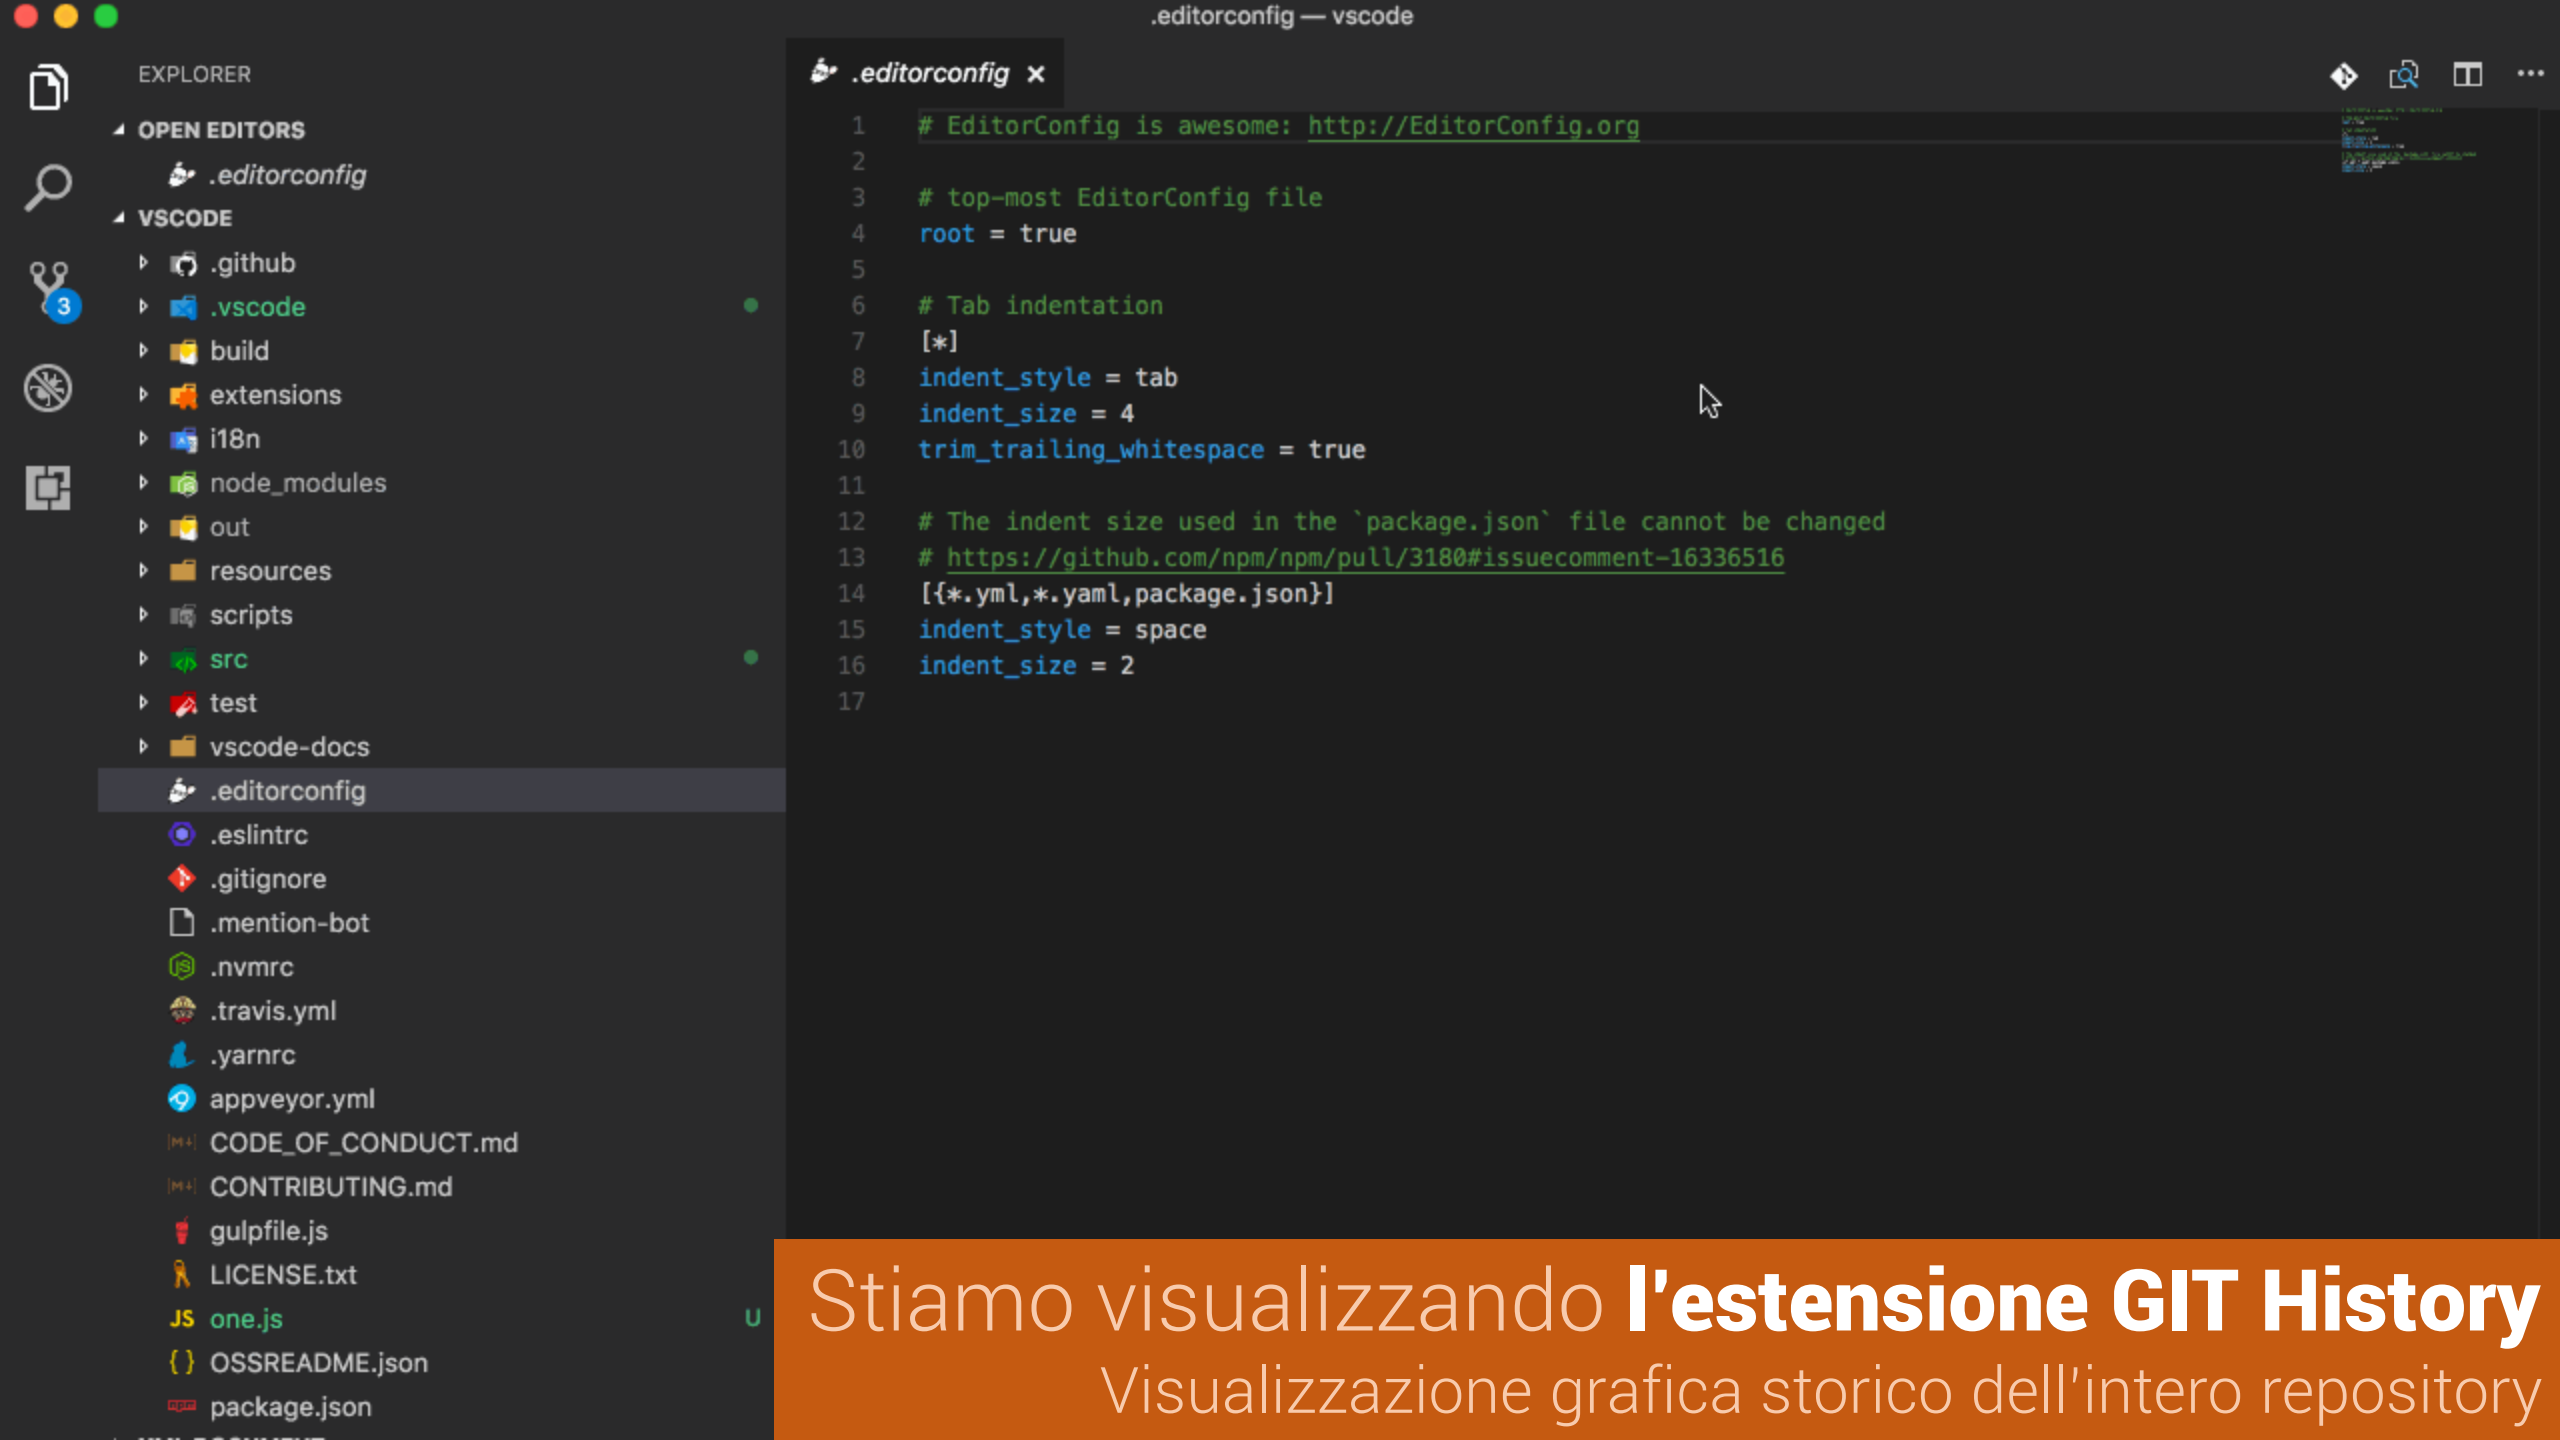 .editorconfig — vscode
EXPLORER
OPEN EDITORS
.editorconfig
VSCODE
.github
.vscode
build
extensions
i18n
node_modules
out
resources
scripts
src
test
vscode-docs
.editorconfig
.eslintrc
.gitignore
.mention-bot
.nvmrc
.travis.yml
.yarnrc
appveyor.yml
CODE_OF_CONDUCT.md
CONTRIBUTING.md
gulpfile.js
LICENSE.txt
JS one.js U
{ } OSSREADME.json
package.json
3
.editorconfig ×
1 # EditorConfig is awesome: http://EditorConfig.org
2
3 # top-most EditorConfig file
4 root = true
5
6 # Tab indentation
7 [*]
8 indent_style = tab
9 indent_size = 4
10 trim_trailing_whitespace = true
11
12 # The indent size used in the `package.json` file cannot be changed
13 # https://github.com/npm/npm/pull/3180#issuecomment-16336516
14 [{*.yml,*.yaml,package.json}]
15 indent_style = space
16 indent_size = 2
17
Stiamo visualizzando l'estensione GIT History
Visualizzazione grafica storico dell'intero repository